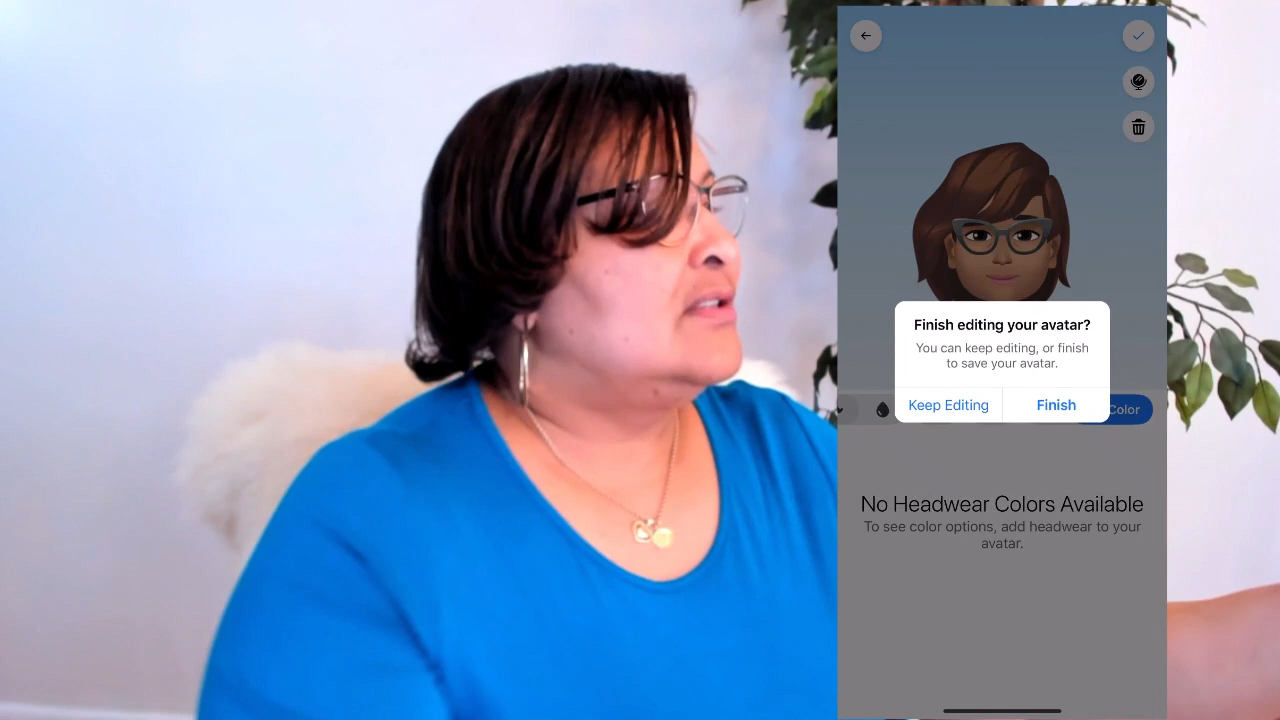 Finish editing your avatar?
You can keep editing, or finish
to save your avatar.
Keep Editing
Finish
Color
No Headwear Colors Available
To see color options, add headwear to your
avatar.